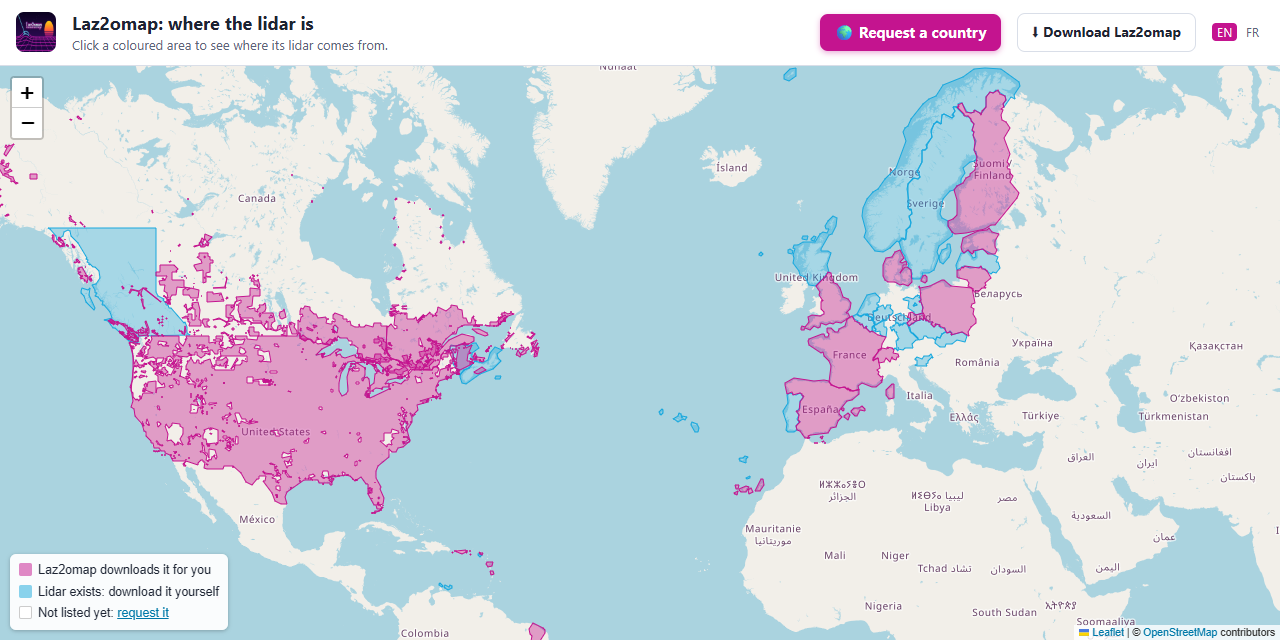 Laz2omap: where the lidar is
Click a coloured area to see where its lidar comes from.
Request a country
Download Laz2omap
EN FR
+
−
Nunaat
Ísland
Norge
Sverige
Suomi/
Finland
Canada
United Kingdom
Беларусь
Deutschland
Україна
Қазақстан
France
România
Italia
O‘zbekiston
Türkmenistan
España
Ελλάς
Türkiye
United States
العراق
ایران
افغانستان
پاکستان
ⵍⵣⵣⴰⵢⴻⵔ
الجزائر
ⵍⵉⴱⵢⴰ ليبيا
Libya
مصر
السعودية
México
Mauritanie
موريتانيا
عمان
Mali
Niger
Tchad تشاد
السودان
اليمن
Nigeria
South Sudan
ኢትዮጵያ
Soomaaliya
Colombia
Laz2omap downloads it for you
Lidar exists: download it yourself
Not listed yet: request it
Leaflet | © OpenStreetMap contributors